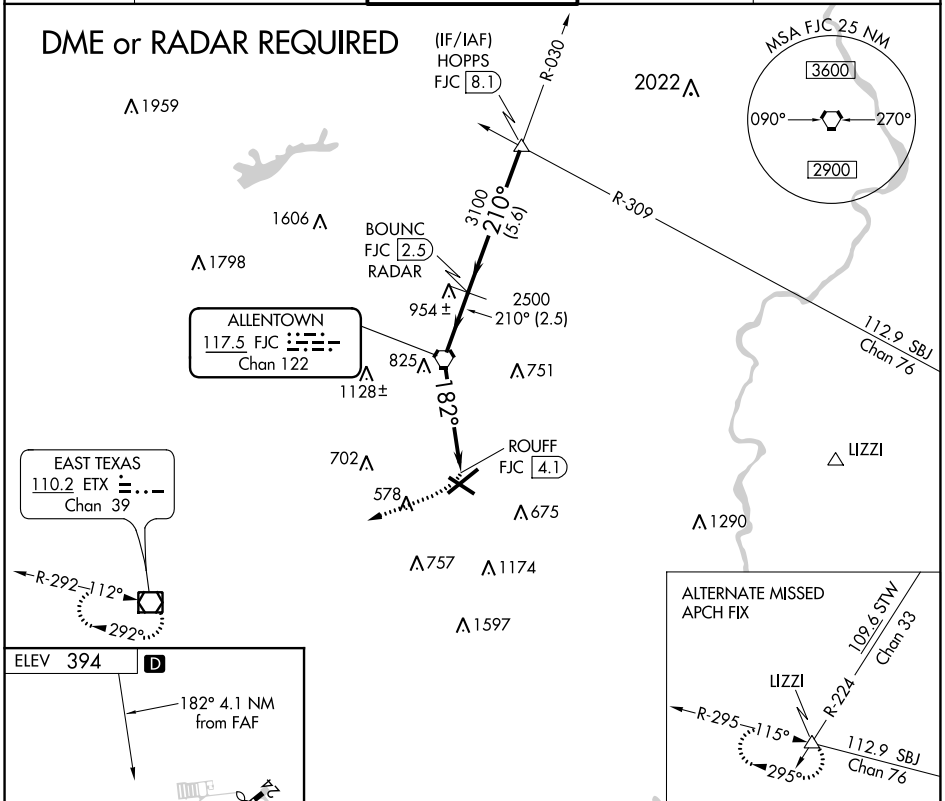 DME or RADAR REQUIRED
(IF/IAF)
HOPPS
FJC 8.1
R-030
2022
MSA FJC 25 NM
3600
090°
270°
2900
1959
3100
210°
(5.6)
R-309
1606
BOUNC
FJC 2.5
RADAR
1798
954 ±
2500
210° (2.5)
112.9 SBJ
Chan 76
ALLENTOWN
117.5 FJC
Chan 122
825
751
1128±
182°
ROUFF
FJC 4.1
702
LIZZI
EAST TEXAS
110.2 ETX
Chan 39
578
675
1290
757
1174
R-292
112°
292°
1597
ALTERNATE MISSED
APCH FIX
109.6 STW
Chan 33
R-224
LIZZI
R-295
115°
295°
112.9 SBJ
Chan 76
ELEV 394
D
182° 4.1 NM
from FAF
24